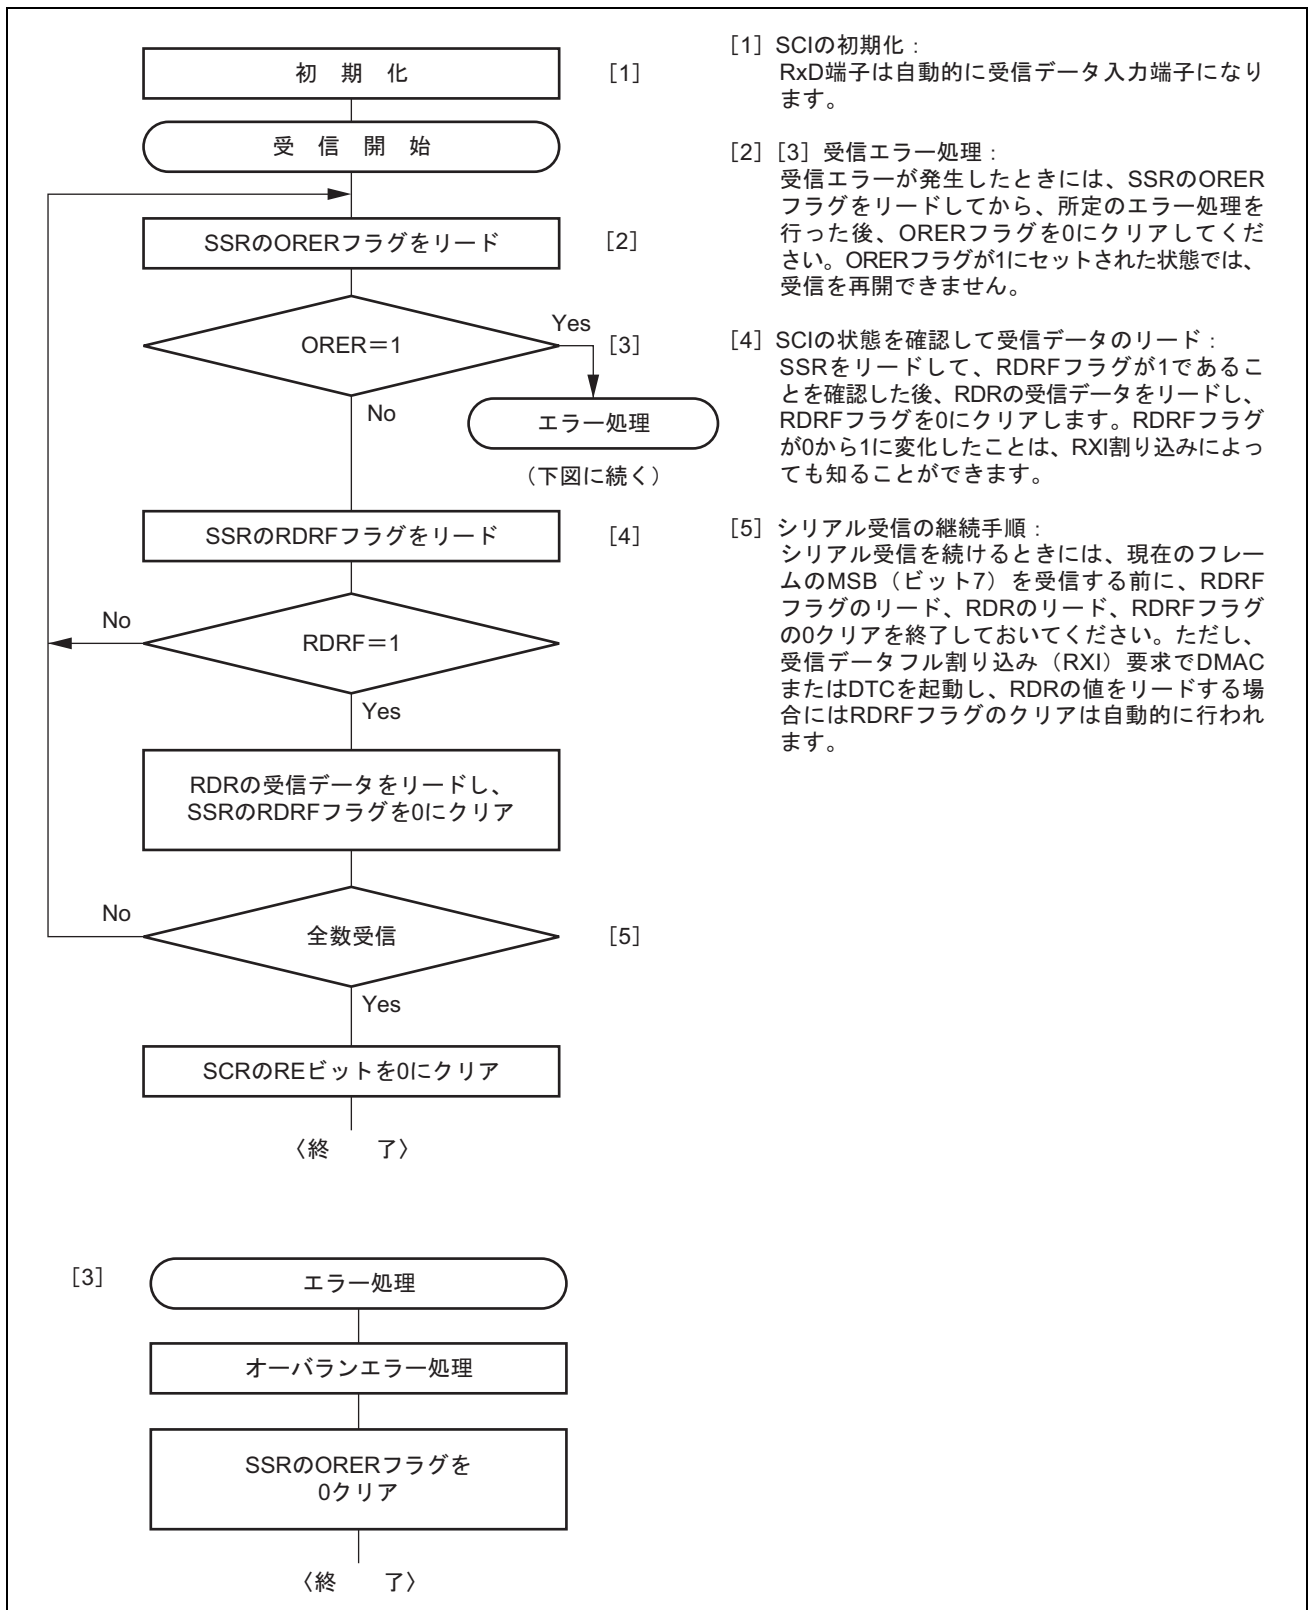 初 期 化
[1]
受 信 開 始
SSRのORERフラグをリード
[2]
ORER＝1
Yes
[3]
No
エラー処理
（下図に続く）
SSRのRDRFフラグをリード
[4]
No
RDRF＝1
Yes
RDRの受信データをリードし、
SSRのRDRFフラグを0にクリア
No
全数受信
[5]
Yes
SCRのREビットを0にクリア
〈終 了〉
[1] SCIの初期化：
RxD端子は自動的に受信データ入力端子になり
ます。
[2] [3] 受信エラー処理：
受信エラーが発生したときには、SSRのORER
フラグをリードしてから、所定のエラー処理を
行った後、ORERフラグを0にクリアしてくだ
さい。ORERフラグが1にセットされた状態では、
受信を再開できません。
[4] SCIの状態を確認して受信データのリード：
SSRをリードして、RDRFフラグが1であるこ
とを確認した後、RDRの受信データをリードし、
RDRFフラグを0にクリアします。RDRFフラグ
が0から1に変化したことは、RXI割り込みによっ
ても知ることができます。
[5] シリアル受信の継続手順：
シリアル受信を続けるときには、現在のフレー
ムのMSB（ビット7）を受信する前に、RDRF
フラグのリード、RDRのリード、RDRFフラグ
の0クリアを終了しておいてください。ただし、
受信データフル割り込み（RXI）要求でDMAC
またはDTCを起動し、RDRの値をリードする場
合にはRDRFフラグのクリアは自動的に行われ
ます。
[3]
エラー処理
オーバランエラー処理
SSRのORERフラグを
0クリア
〈終 了〉